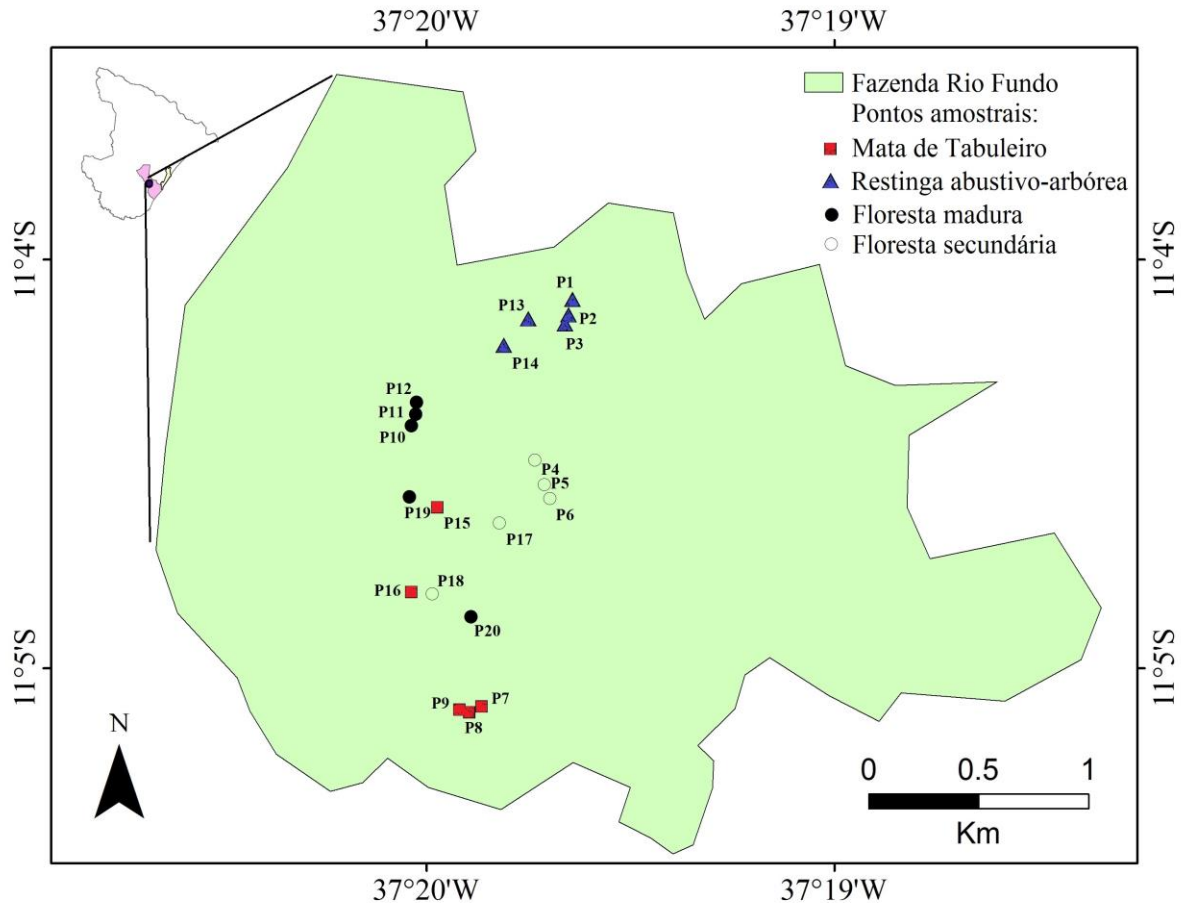 37°20'W
37°19'W
Fazenda Rio Fundo
Pontos amostrais:
Mata de Tabuleiro
Restinga abustivo-arbórea
Floresta madura
Floresta secundária
11°4'S
11°4'S
P1
P13
P2
P3
P14
P12
P11
P10
P4
P5
P6
P19
P15
P17
P16
P18
P20
11°5'S
11°5'S
P9
P7
P8
N
0 0.5 1
Km
37°20'W
37°19'W